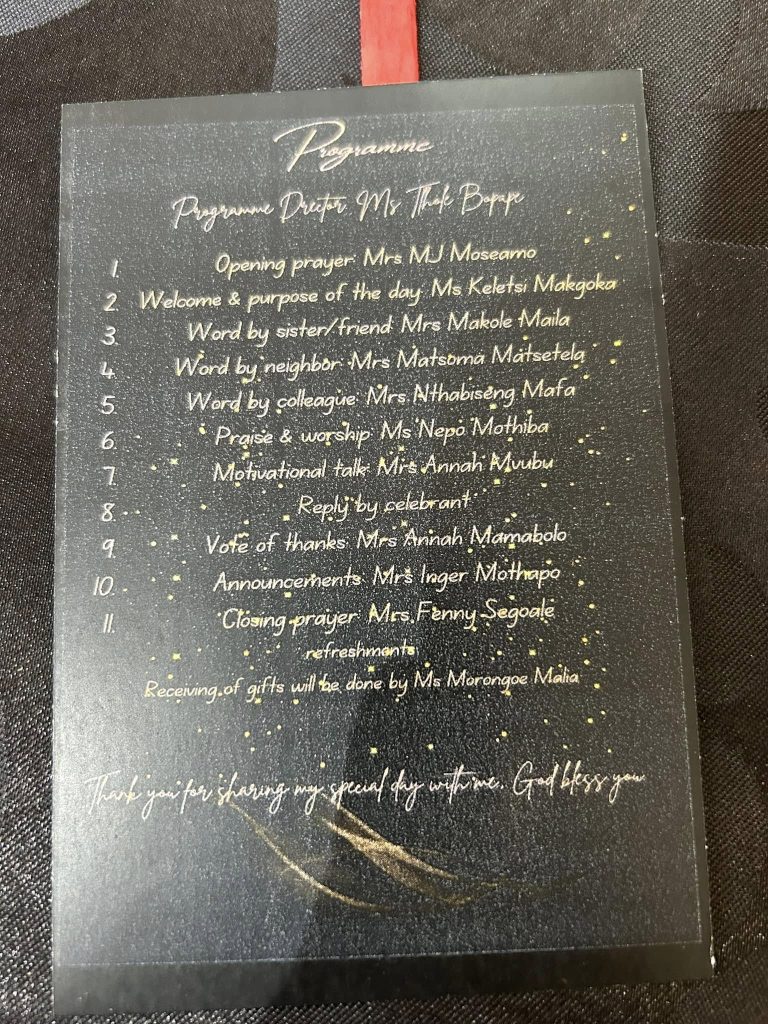 Programme
Programme Director: Ms Tlhole Bopape
1. Opening prayer: Mrs MJ Moseamo
2. Welcome & purpose of the day: Ms Keletsi Makgoka
3. Word by sister/friend: Mrs Makole Maila
4. Word by neighbor: Mrs Matsoma Matsetela
5. Word by colleague: Mrs Nthabiseng Mafa
6. Praise & worship: Ms Nepo Mothiba
7. Motivational talk: Mrs Annah Mvubu
8. Reply by celebrant
9. Vote of thanks: Mrs Annah Mamabolo
10. Announcements: Mrs Inger Mothapo
11. Closing prayer: Mrs Fenny Segoale
refreshments
Receiving of gifts will be done by Ms Morongoe Malia
Thank you for sharing my special day with me.. God bless you